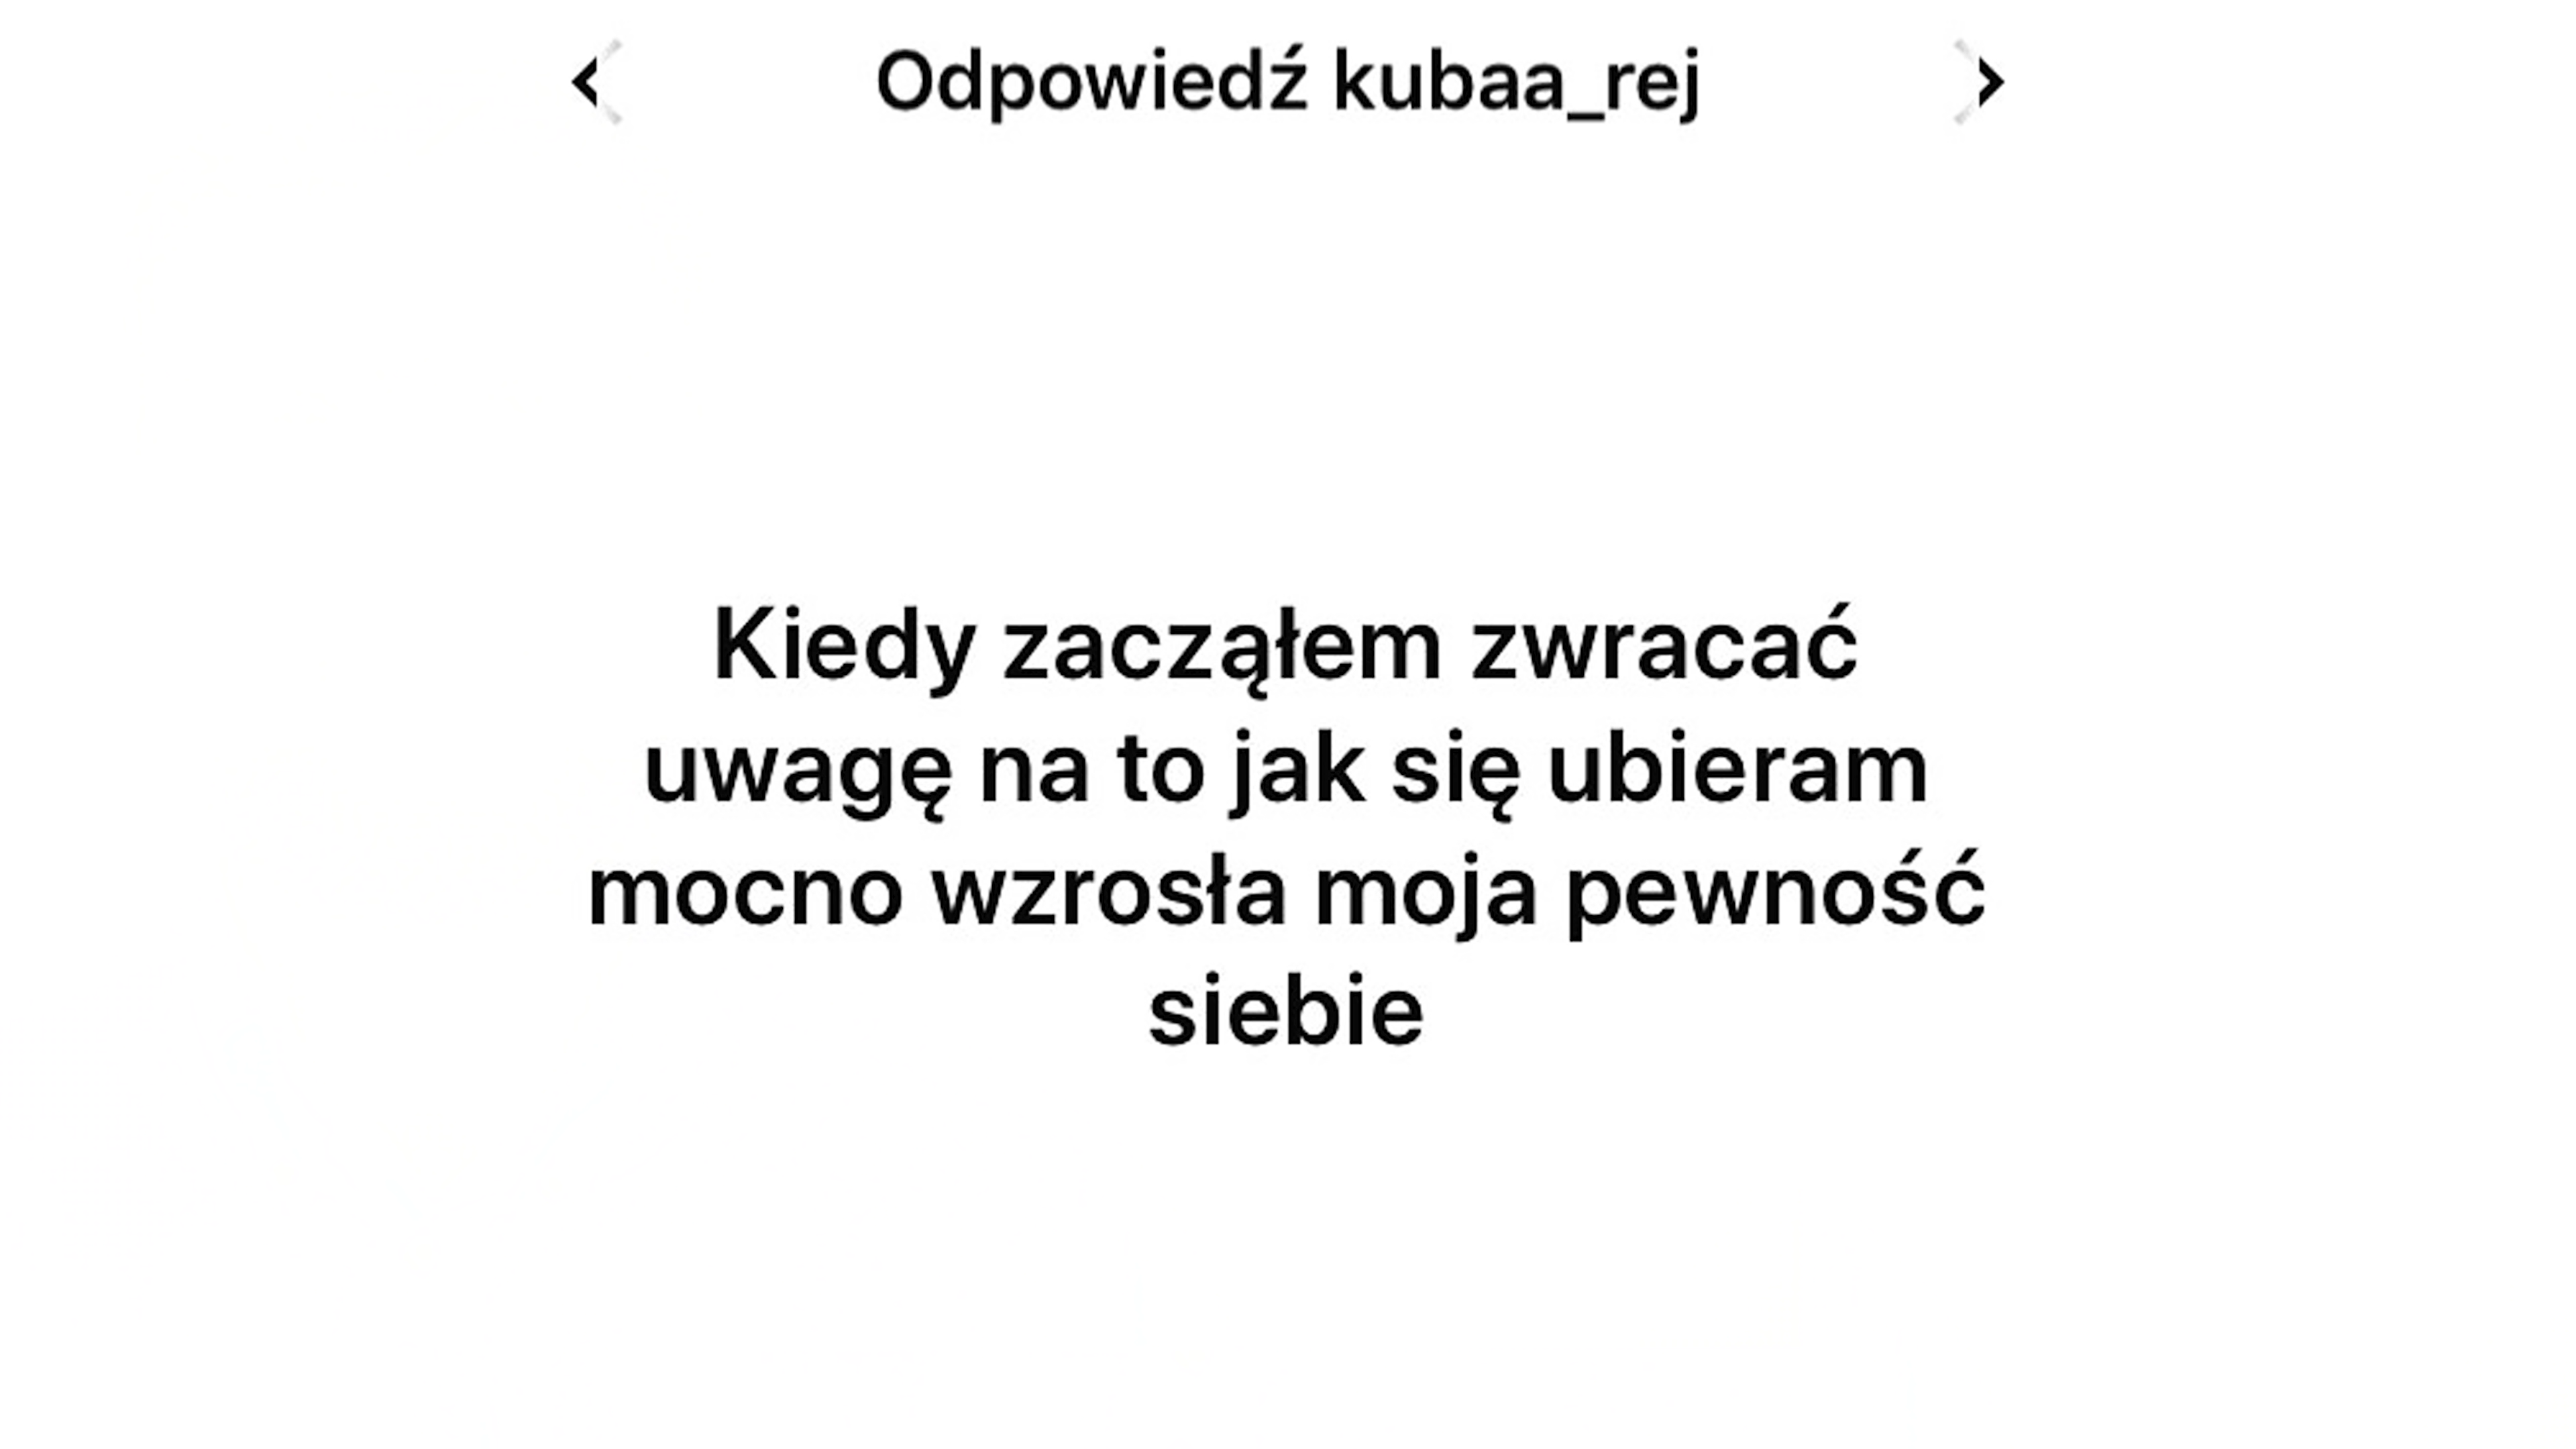 Odpowiedź kubaa_rej
Kiedy zacząłem zwracać
uwagę na to jak się ubieram
mocno wzrosła moja pewność
siebie